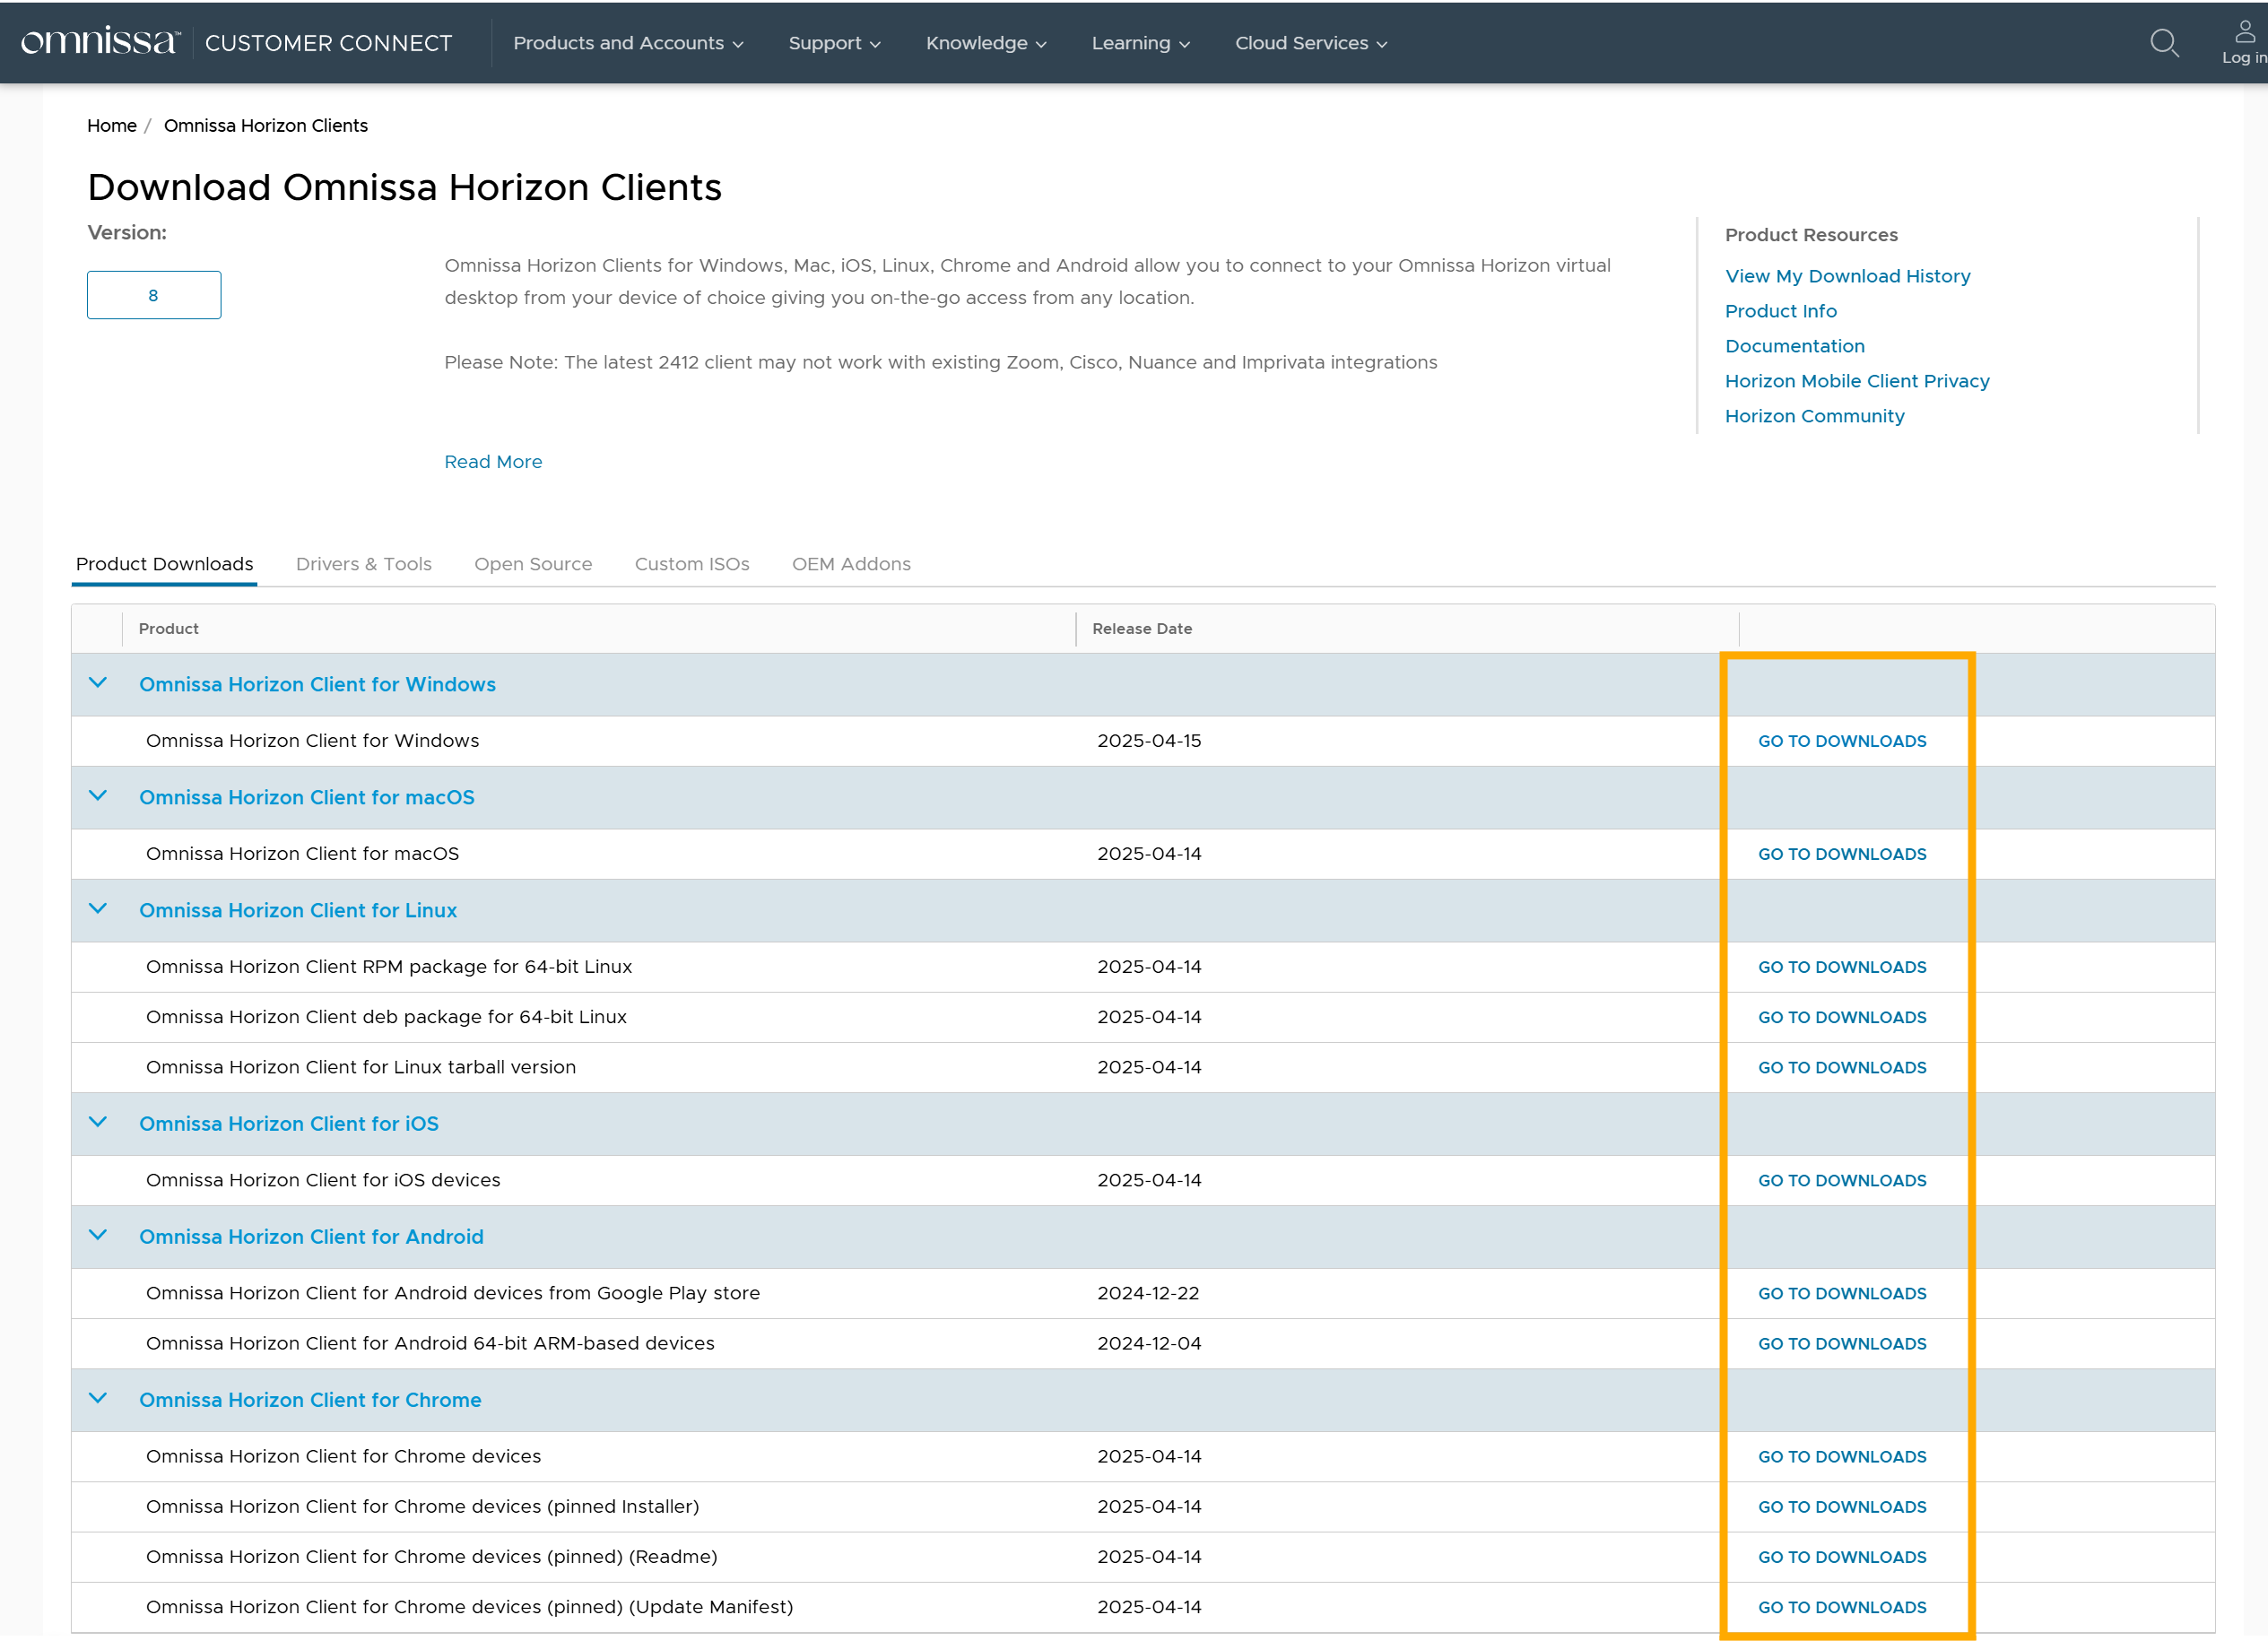 omnissa™ CUSTOMER CONNECT Products and Accounts Support Knowledge Learning Cloud Services Log in
Home / Omnissa Horizon Clients
Download Omnissa Horizon Clients
Version:
8
Omnissa Horizon Clients for Windows, Mac, iOS, Linux, Chrome and Android allow you to connect to your Omnissa Horizon virtual
desktop from your device of choice giving you on-the-go access from any location.
Please Note: The latest 2412 client may not work with existing Zoom, Cisco, Nuance and Imprivata integrations
Read More
Product Resources
View My Download History
Product Info
Documentation
Horizon Mobile Client Privacy
Horizon Community
Product Downloads Drivers & Tools Open Source Custom ISOs OEM Addons
Product Release Date
Omnissa Horizon Client for Windows
Omnissa Horizon Client for Windows 2025-04-15 GO TO DOWNLOADS
Omnissa Horizon Client for macOS
Omnissa Horizon Client for macOS 2025-04-14 GO TO DOWNLOADS
Omnissa Horizon Client for Linux
Omnissa Horizon Client RPM package for 64-bit Linux 2025-04-14 GO TO DOWNLOADS
Omnissa Horizon Client deb package for 64-bit Linux 2025-04-14 GO TO DOWNLOADS
Omnissa Horizon Client for Linux tarball version 2025-04-14 GO TO DOWNLOADS
Omnissa Horizon Client for iOS
Omnissa Horizon Client for iOS devices 2025-04-14 GO TO DOWNLOADS
Omnissa Horizon Client for Android
Omnissa Horizon Client for Android devices from Google Play store 2024-12-22 GO TO DOWNLOADS
Omnissa Horizon Client for Android 64-bit ARM-based devices 2024-12-04 GO TO DOWNLOADS
Omnissa Horizon Client for Chrome
Omnissa Horizon Client for Chrome devices 2025-04-14 GO TO DOWNLOADS
Omnissa Horizon Client for Chrome devices (pinned Installer) 2025-04-14 GO TO DOWNLOADS
Omnissa Horizon Client for Chrome devices (pinned) (Readme) 2025-04-14 GO TO DOWNLOADS
Omnissa Horizon Client for Chrome devices (pinned) (Update Manifest) 2025-04-14 GO TO DOWNLOADS